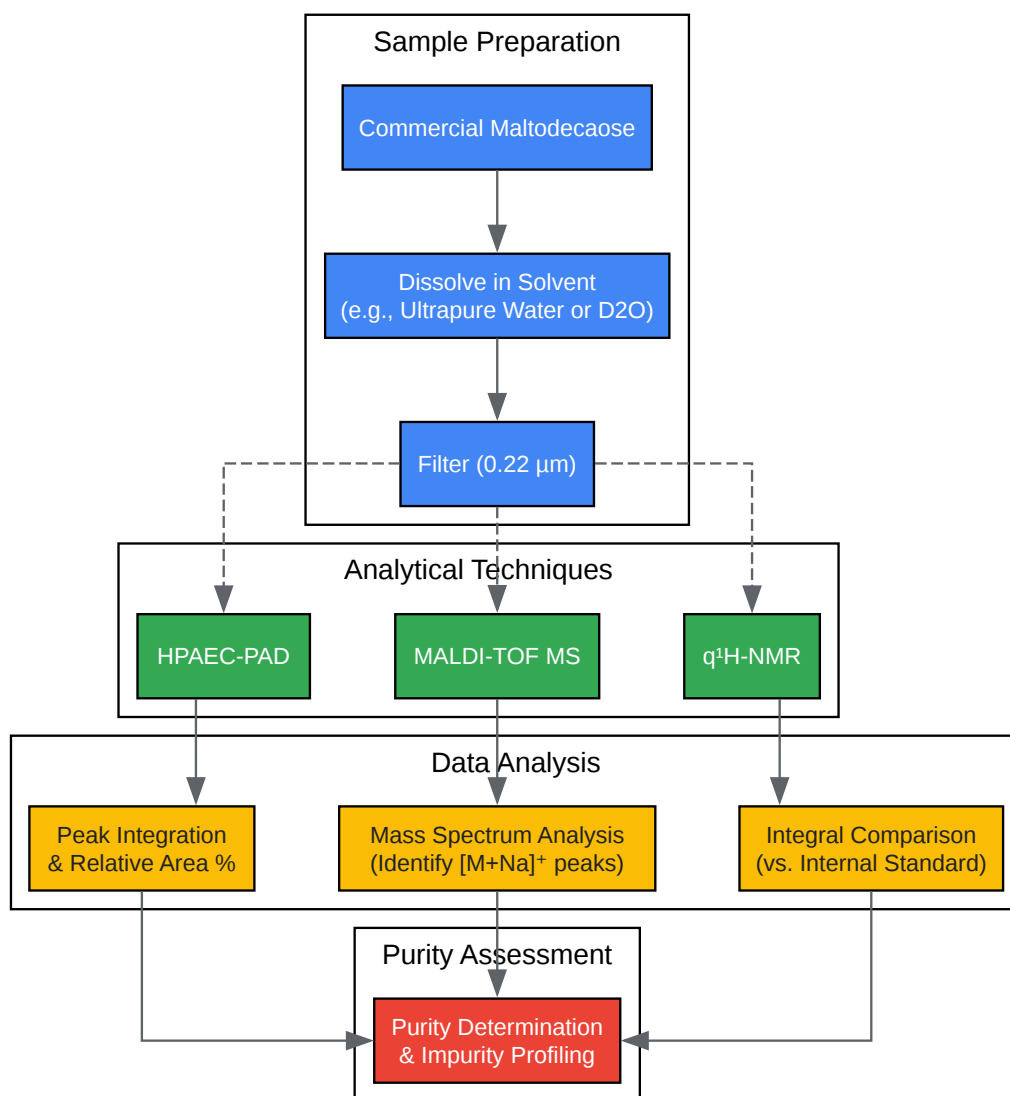 Sample Preparation
Commercial Maltodecaose
Dissolve in Solvent
(e.g., Ultrapure Water or D2O)
Filter (0.22 µm)
Analytical Techniques
HPAEC-PAD
MALDI-TOF MS
q¹H-NMR
Data Analysis
Peak Integration
& Relative Area %
Mass Spectrum Analysis
(Identify [M+Na]⁺ peaks)
Integral Comparison
(vs. Internal Standard)
Purity Assessment
Purity Determination
& Impurity Profiling